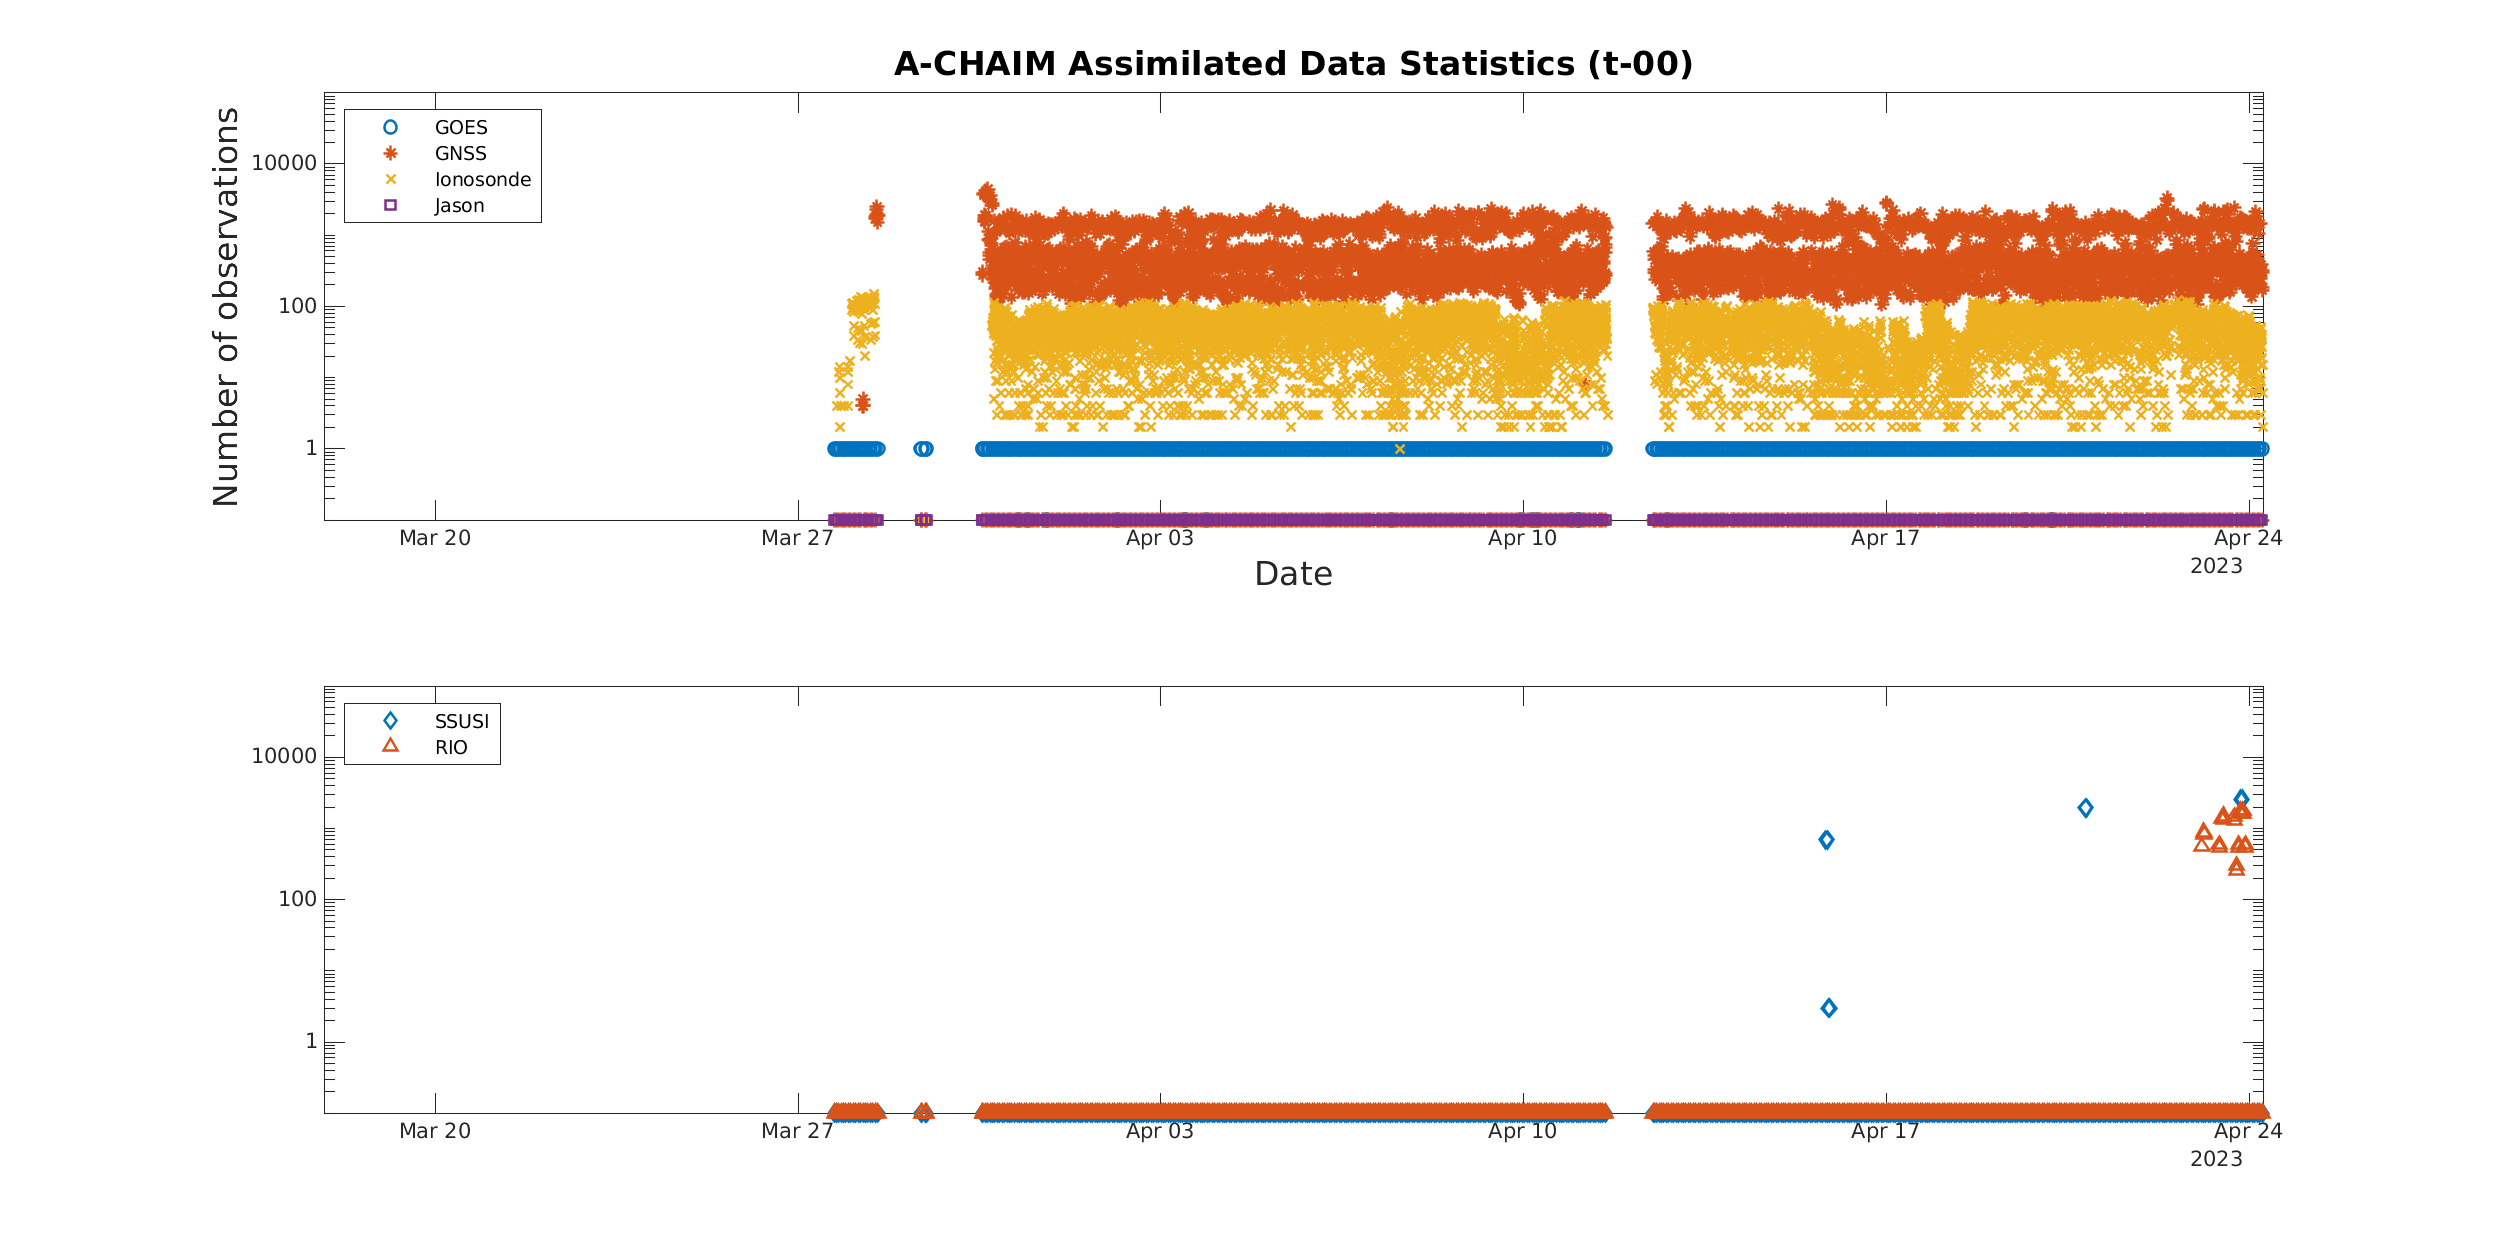 A-CHAIM Assimilated Data Statistics (t-00)
Number of observations
10000
100
1
GOES
GNSS
Ionosonde
Jason
Mar 20 Mar 27 Apr 03 Apr 10 Apr 17 Apr 24
2023
Date
10000
100
1
SSUSI
RIO
Mar 20 Mar 27 Apr 03 Apr 10 Apr 17 Apr 24
2023